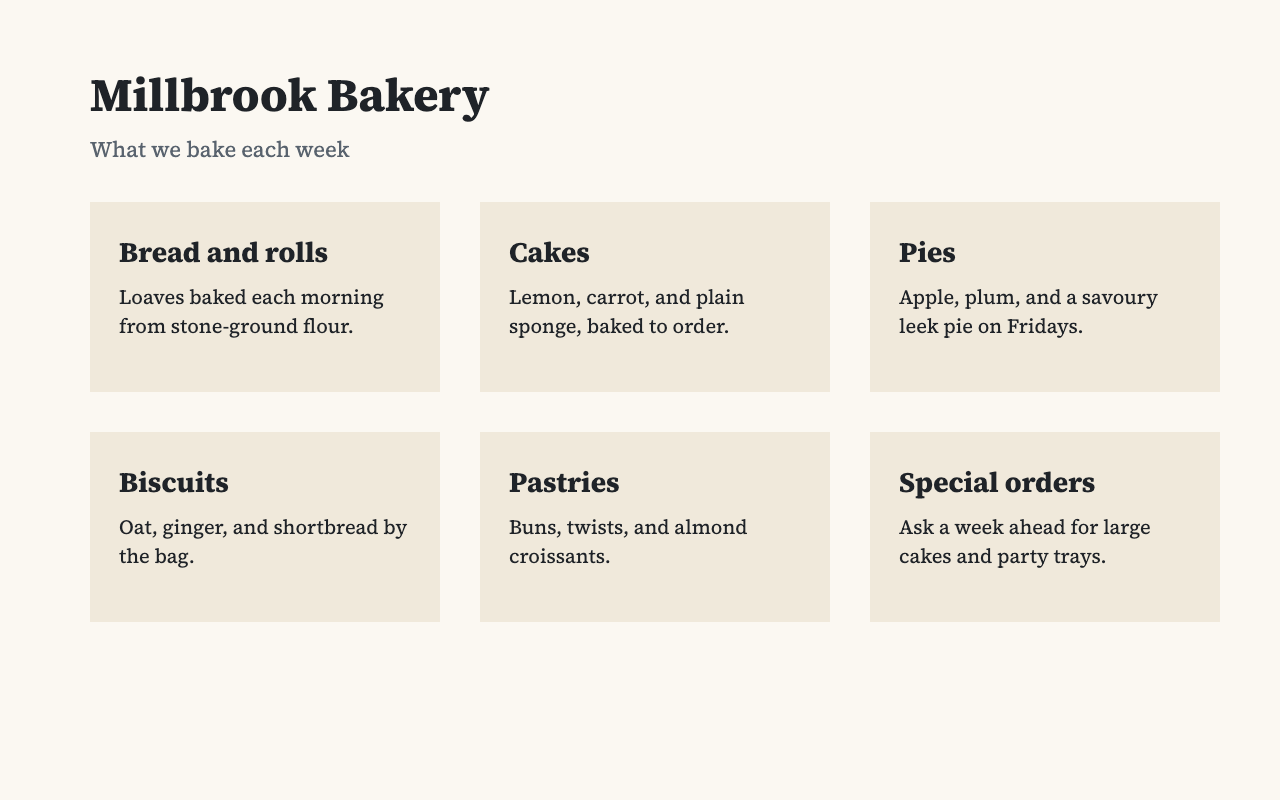 Millbrook Bakery
What we bake each week
Bread and rolls
Loaves baked each morning
from stone-ground flour.
Cakes
Lemon, carrot, and plain
sponge, baked to order.
Pies
Apple, plum, and a savoury
leek pie on Fridays.
Biscuits
Oat, ginger, and shortbread by
the bag.
Pastries
Buns, twists, and almond
croissants.
Special orders
Ask a week ahead for large
cakes and party trays.